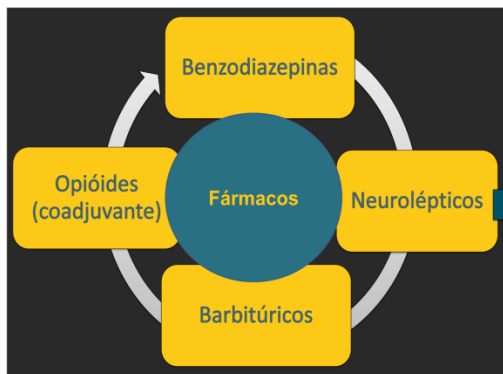 Benzodiazepinas
Opióides
(coadjuvante)
Fármacos
Neurolépticos
Barbitúricos